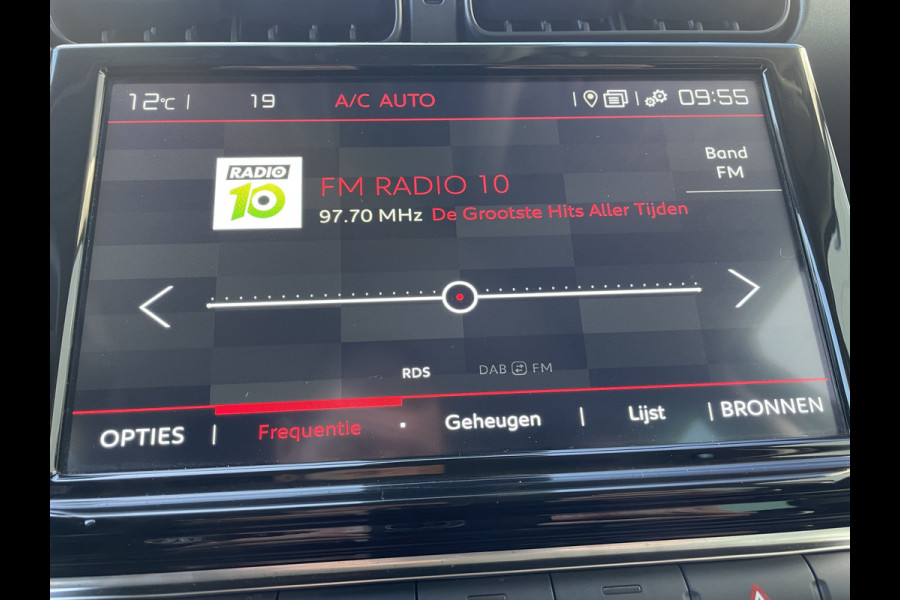 12°C | 19 A/C AUTO | | 09:55
Band
FM
RADIO
10
FM RADIO 10
97.70 MHz De Grootste Hits Aller Tijden
RDS DAB FM
OPTIES | Frequentie • Geheugen | Lijst | BRONNEN